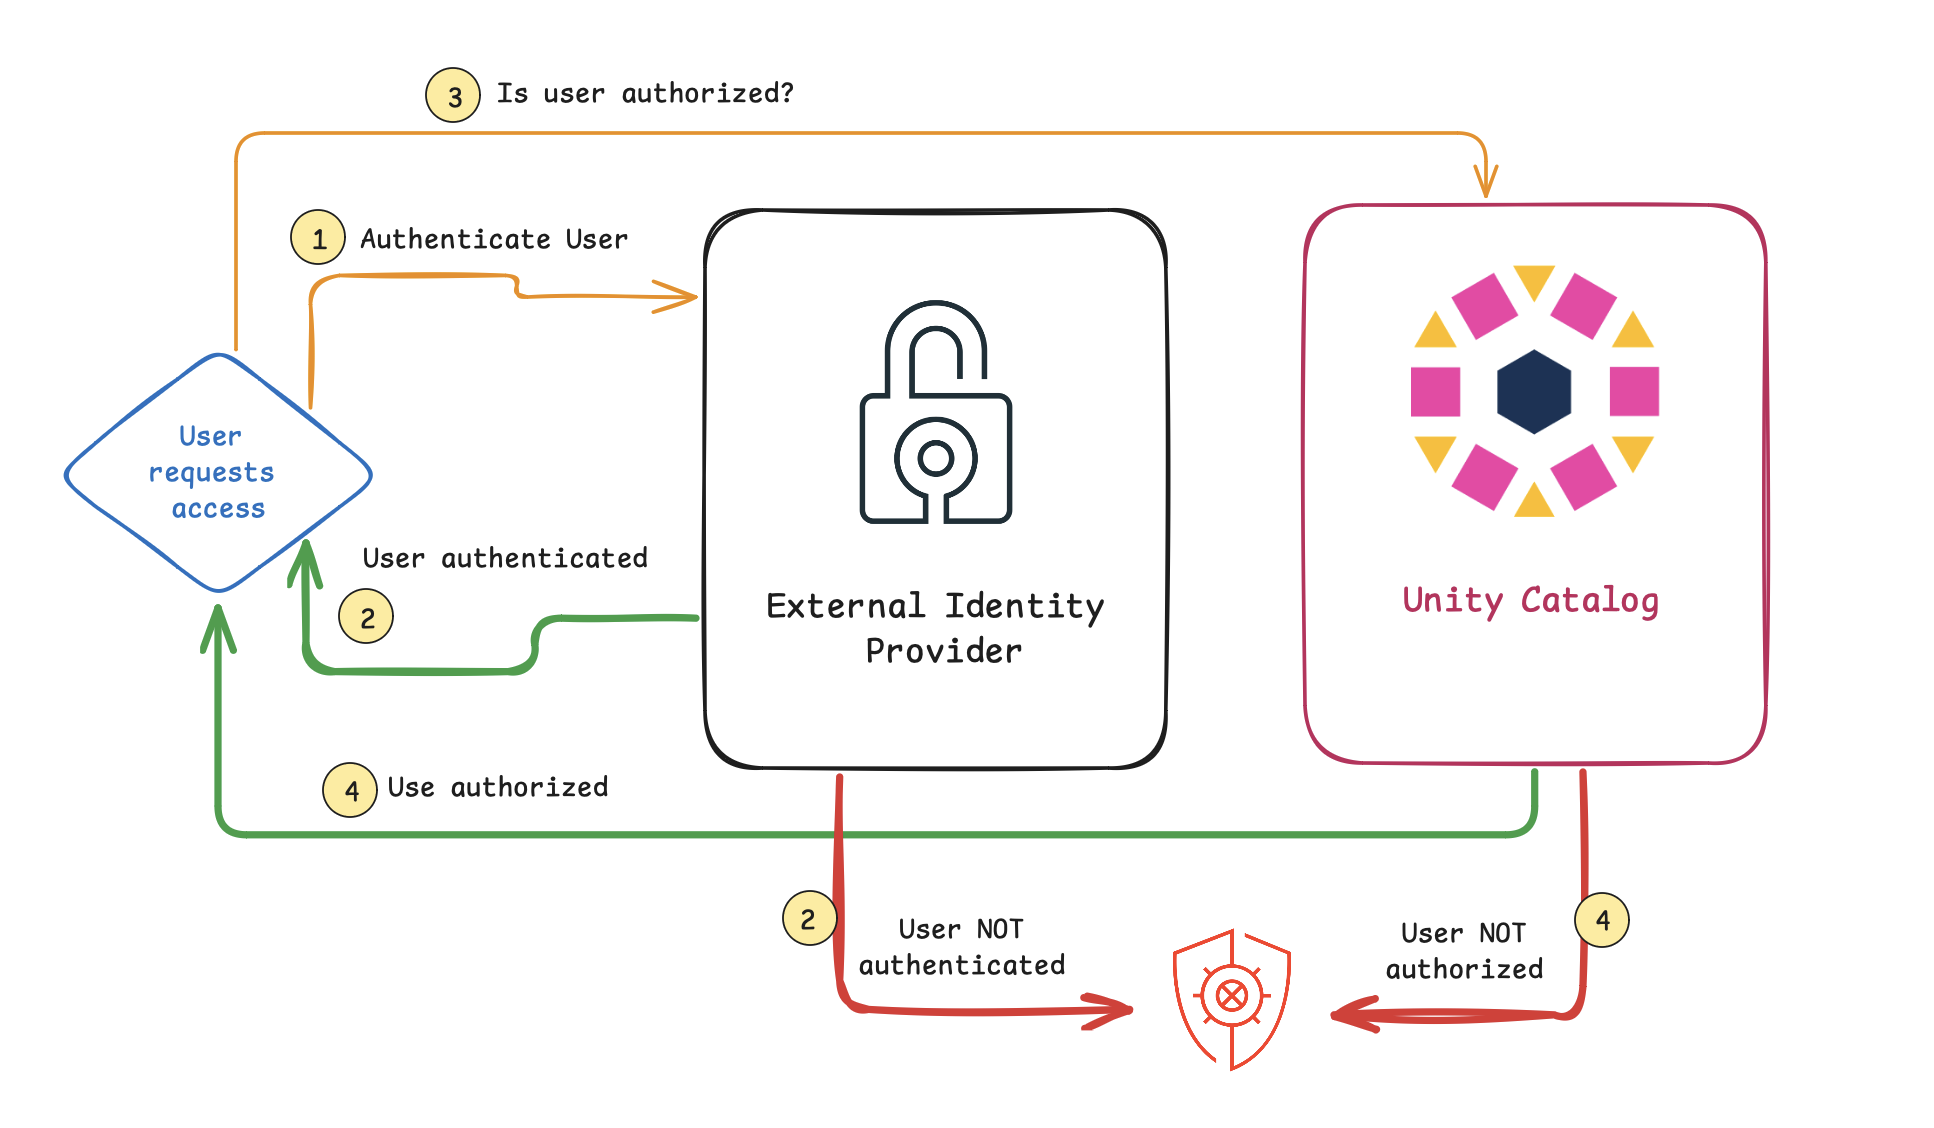 3 Is user authorized?
1 Authenticate User
User
requests
access
User authenticated
2
External Identity
Provider
Unity Catalog
4 Use authorized
2
User NOT
authenticated
User NOT
authorized
4